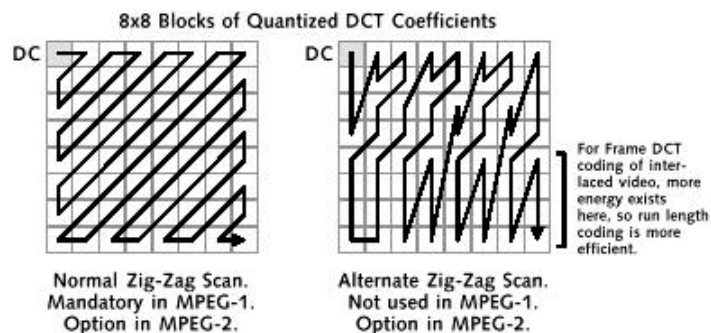 8x8 Blocks of Quantized DCT Coefficients
DC
DC
For Frame DCT
coding of inter-
laced video, more
energy exists
here, so run length
coding is more
efficient.
Normal Zig-Zag Scan.
Mandatory in MPEG-1.
Option in MPEG-2.
Alternate Zig-Zag Scan.
Not used in MPEG-1.
Option in MPEG-2.